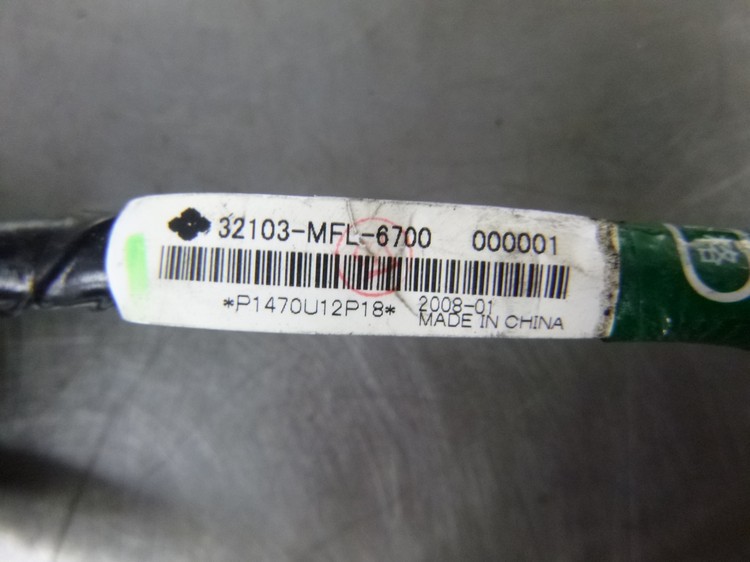 32103-MFL-6700 000001
*P1470U12P18* 2008-01
MADE IN CHINA